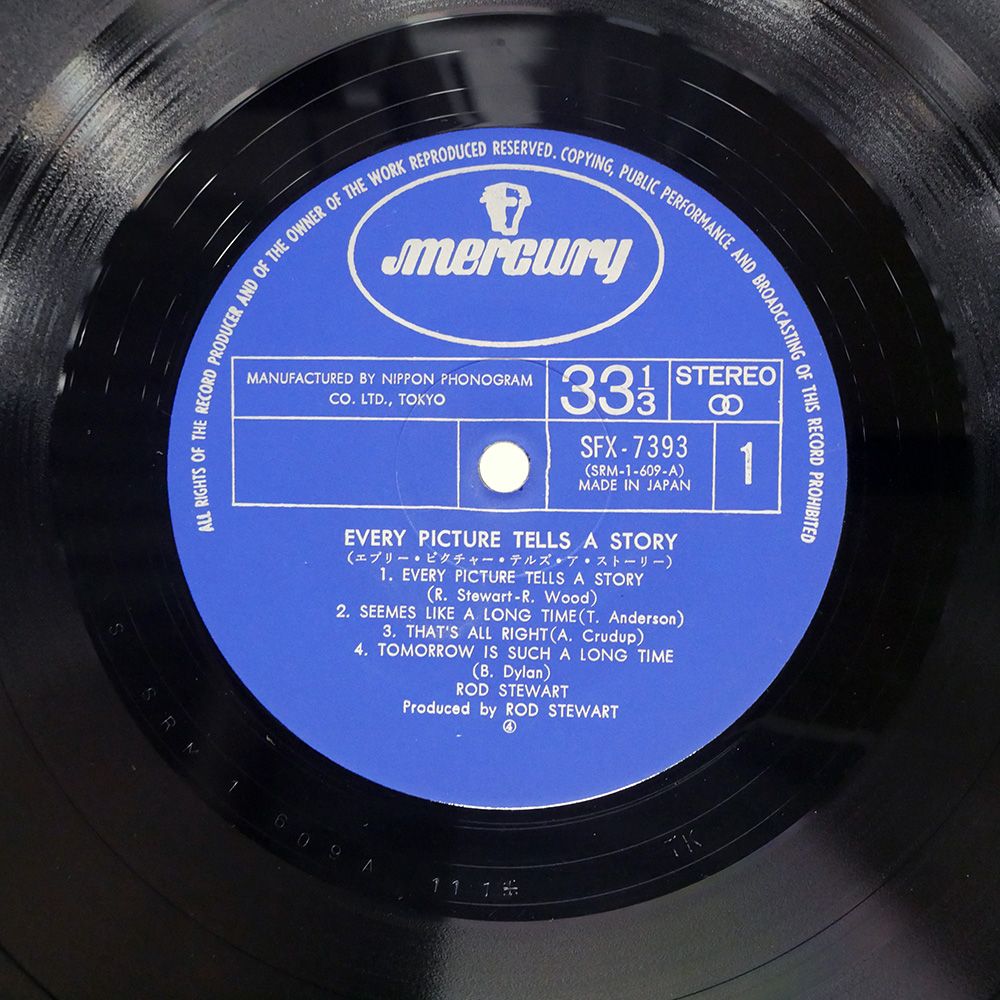 ALL RIGHTS OF THE RECORD PRODUCER AND OF THE OWNER OF THE WORK REPRODUCED RESERVED. COPYING, PUBLIC PERFORMANCE AND BROADCASTING OF THIS RECORD PROHIBITED
mercury
MANUFACTURED BY NIPPON PHONOGRAM
CO. LTD., TOKYO
33 1/3
STEREO
SFX-7393
(SRM-1-609-A)
MADE IN JAPAN
1
EVERY PICTURE TELLS A STORY
(エブリー・ピクチャー・テルズ・ア・ストーリー)
1. EVERY PICTURE TELLS A STORY
(R. Stewart-R. Wood)
2. SEEMES LIKE A LONG TIME(T. Anderson)
3. THAT'S ALL RIGHT(A. Crudup)
4. TOMORROW IS SUCH A LONG TIME
(B. Dylan)
ROD STEWART
Produced by ROD STEWART
④
S SRM 1 609A 111※ TK